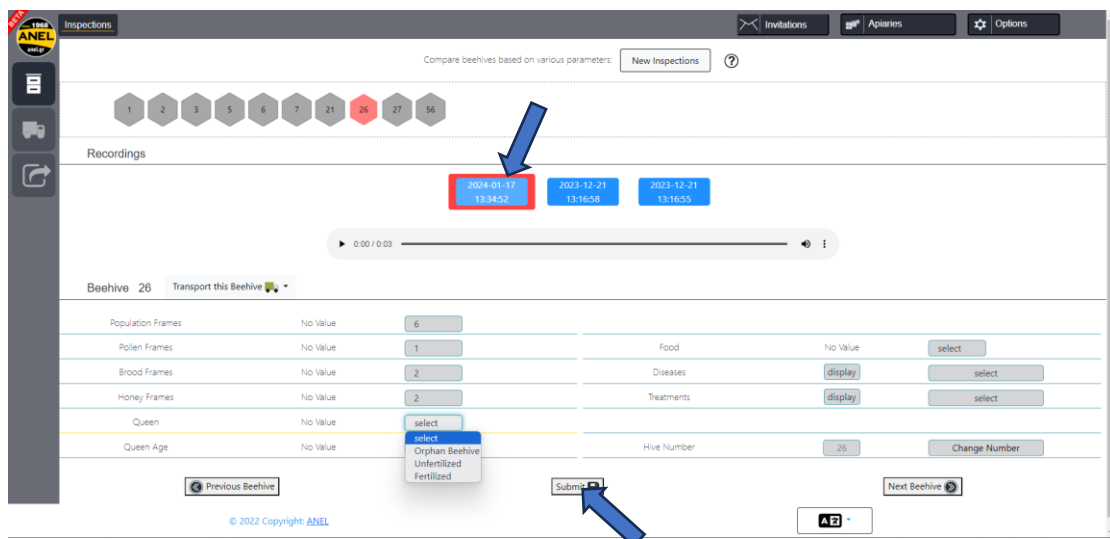 BETA
1968
ANEL
anel.gr
Inspections
Invitations
Apiaries
Options
Compare beehives based on various parameters:
New Inspections
?
1 2 3 5 6 7 21 26 27 56
Recordings
2024-01-17
13:34:52
2023-12-21
13:16:58
2023-12-21
13:16:55
0:00 / 0:03
Beehive 26 Transport this Beehive
Population Frames No Value 6
Pollen Frames No Value 1 Food No Value select
Brood Frames No Value 2 Diseases display select
Honey Frames No Value 2 Treatments display select
Queen No Value select
select
Orphan Beehive
Unfertilized
Fertilized
Queen Age No Value Hive Number 26 Change Number
Previous Beehive Submit Next Beehive
© 2022 Copyright: ANEL